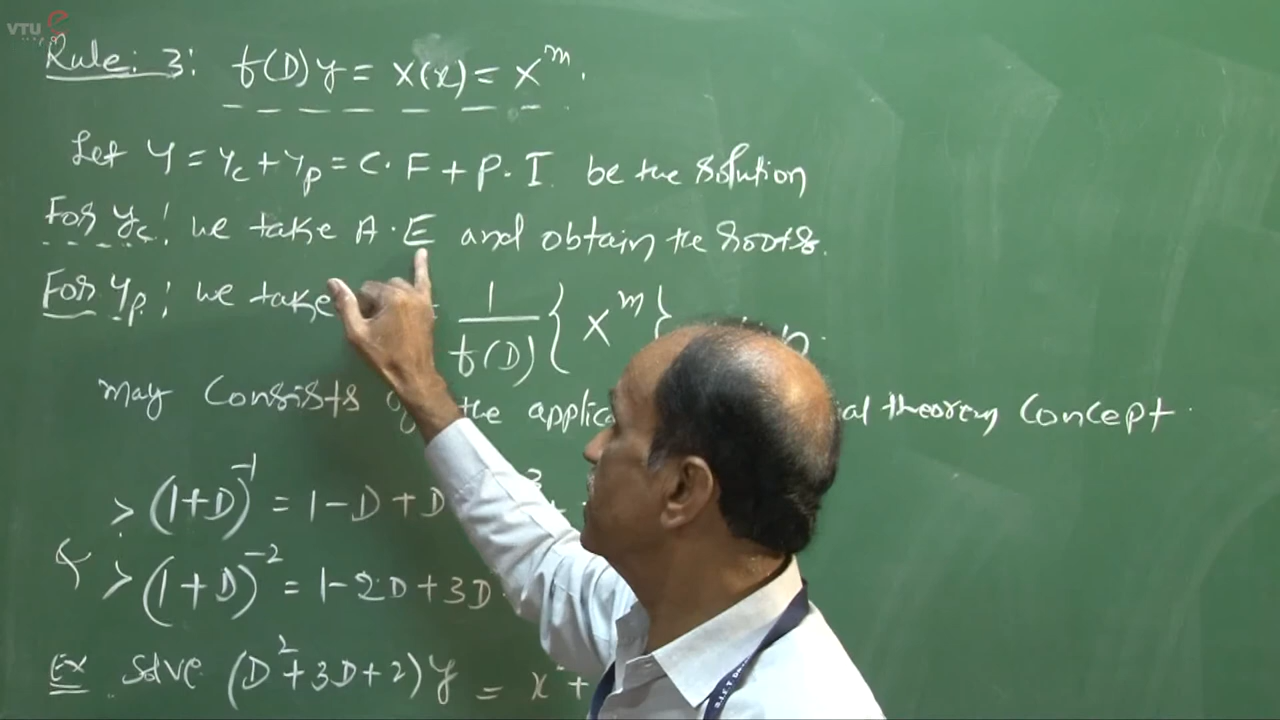 VTU e
Rule: 3: f(D)y = X(x) = x^m.
Let y = y_c + y_p = C.F + P.I. be the solution
For y_c: we take A.E and obtain the roots.
For y_p: we take 1/f(D) { x^m }
may Consists of the theorem Concept.
> (1+D)^-1 = 1 - D + D
> (1+D)^-2 = 1 - 2D + 3D
Ex Solve (D^2 + 3D + 2)y = x^2 +